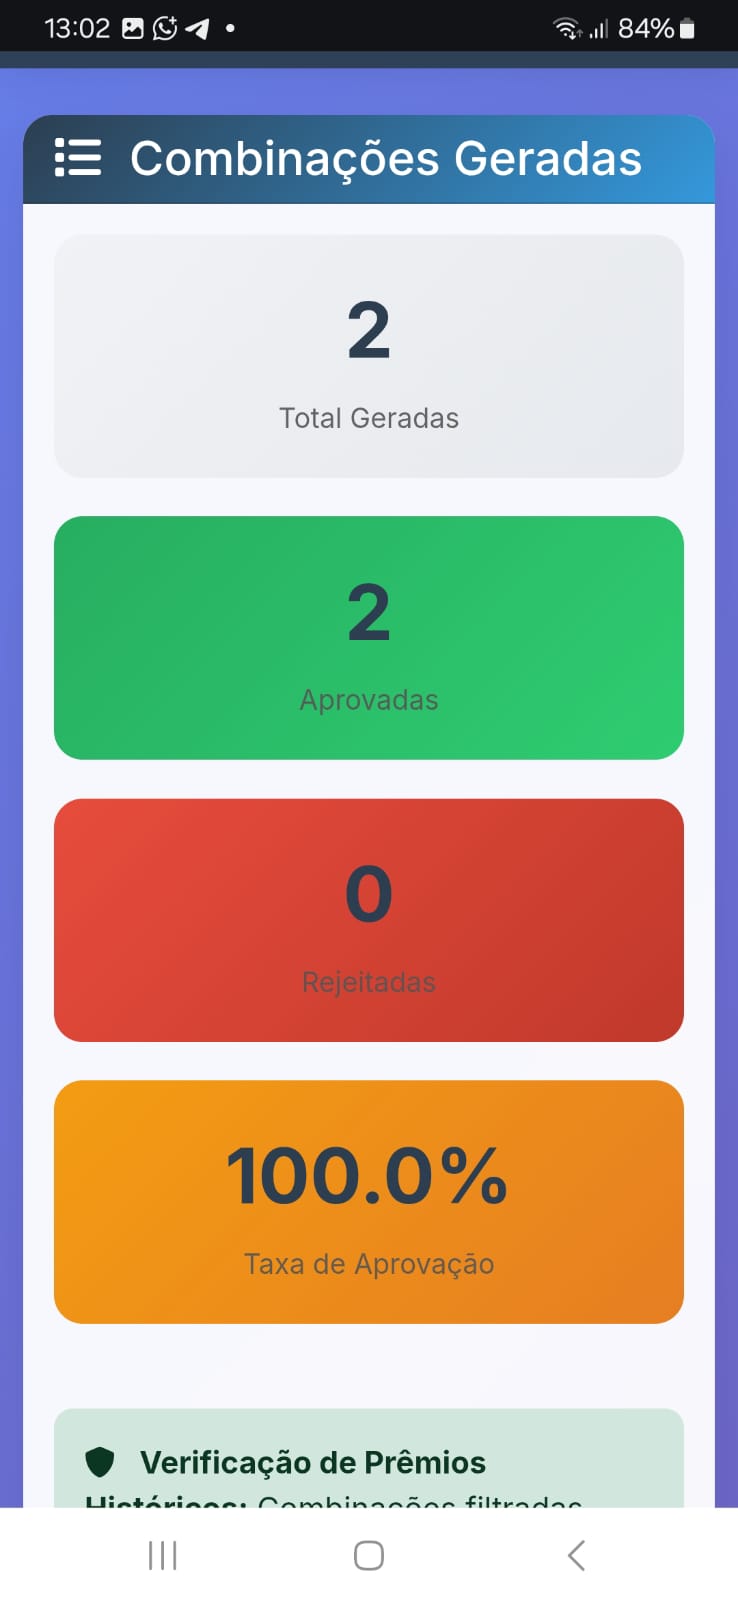 13:02
84%
Combinações Geradas
2
Total Geradas
2
Aprovadas
0
Rejeitadas
100.0%
Taxa de Aprovação
Verificação de Prêmios
Históricos: Combinações filtradas